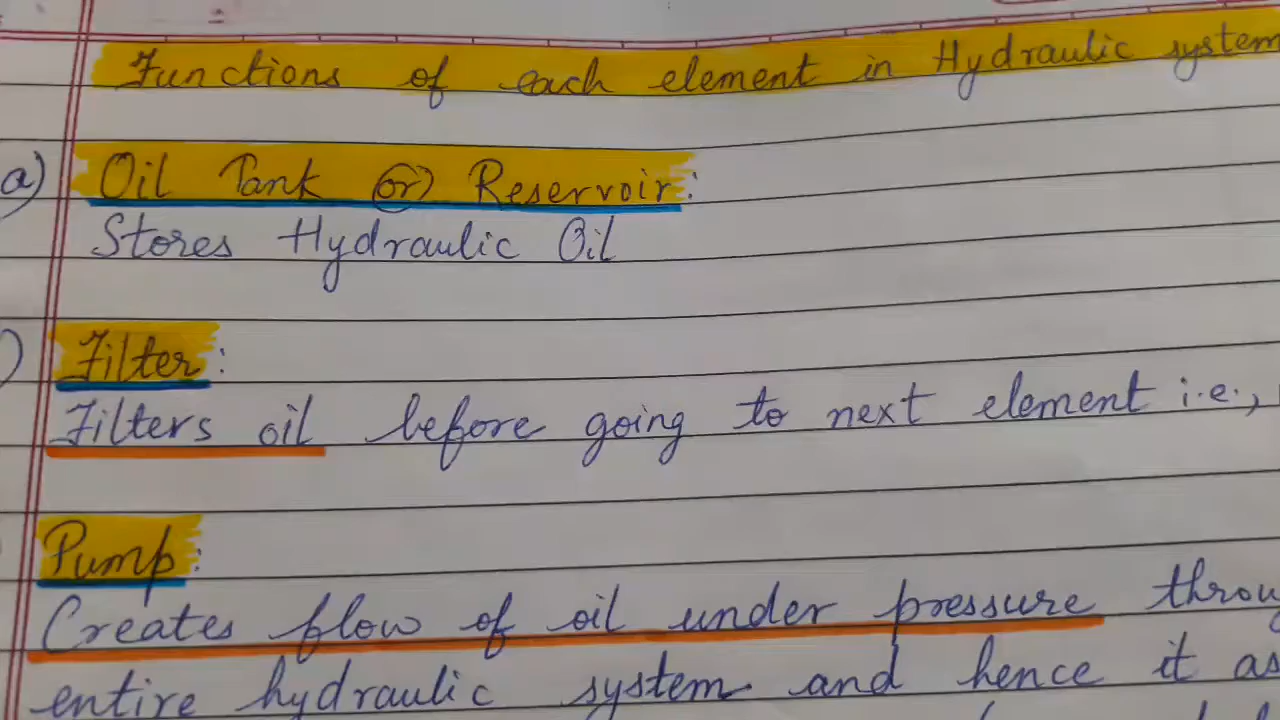 Functions of each element in Hydraulic system
a) Oil Tank (or) Reservoir:
Stores Hydraulic Oil
) Filter:
Filters oil before going to next element i.e.,
Pump:
Creates flow of oil under pressure throu
entire hydraulic system and hence it as